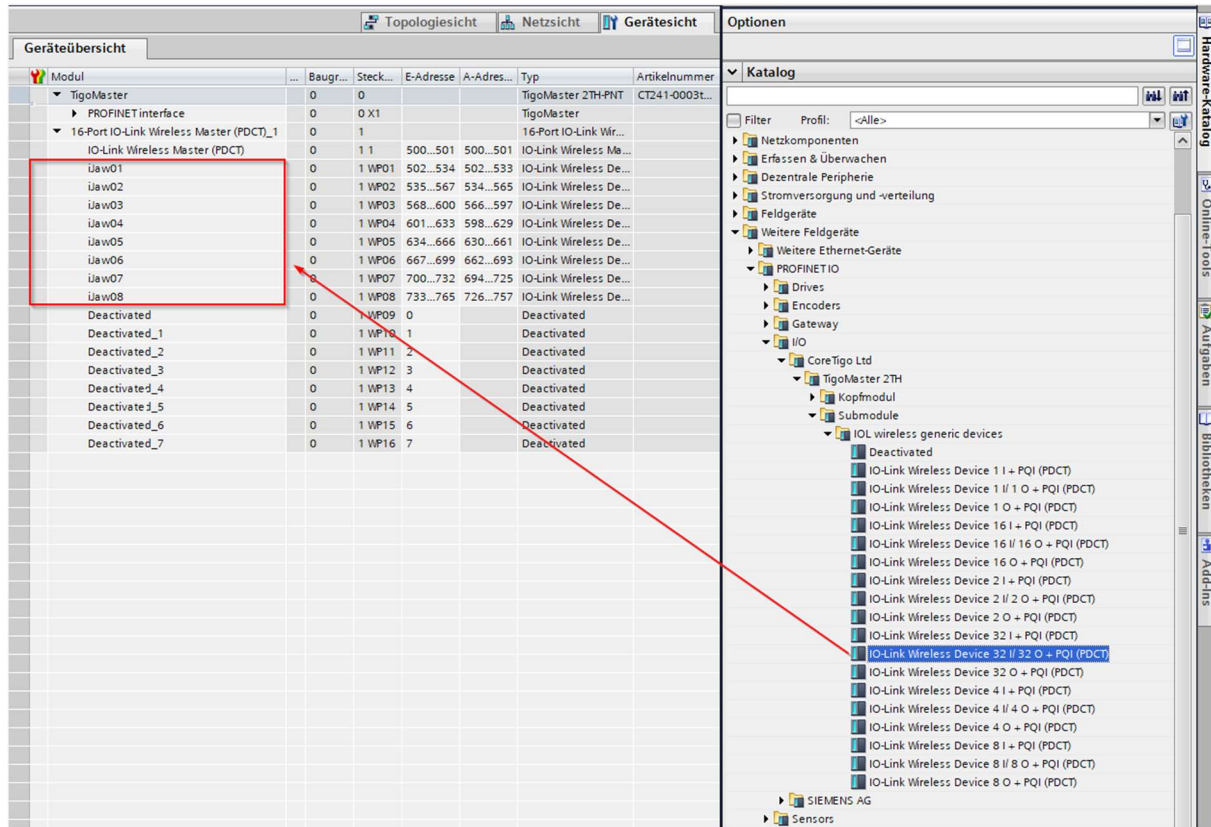 Topologiesicht Netzsicht Gerätesicht
Geräteübersicht
Modul ... Baugr... Steck... E-Adresse A-Adres... Typ Artikelnummer
TigoMaster 0 0 TigoMaster 2TH-PNT CT241-0003t...
PROFINET interface 0 0 X1 TigoMaster
16-Port IO-Link Wireless Master (PDCT)_1 0 1 16-Port IO-Link Wir...
IO-Link Wireless Master (PDCT) 0 1 1 500...501 500...501 IO-Link Wireless Ma...
iJaw01 0 1 WP01 502...534 502...533 IO-Link Wireless De...
iJaw02 0 1 WP02 535...567 534...565 IO-Link Wireless De...
iJaw03 0 1 WP03 568...600 566...597 IO-Link Wireless De...
iJaw04 0 1 WP04 601...633 598...629 IO-Link Wireless De...
iJaw05 0 1 WP05 634...666 630...661 IO-Link Wireless De...
iJaw06 0 1 WP06 667...699 662...693 IO-Link Wireless De...
iJaw07 0 1 WP07 700...732 694...725 IO-Link Wireless De...
iJaw08 0 1 WP08 733...765 726...757 IO-Link Wireless De...
Deactivated 0 1 WP09 0 Deactivated
Deactivated_1 0 1 WP10 1 Deactivated
Deactivated_2 0 1 WP11 2 Deactivated
Deactivated_3 0 1 WP12 3 Deactivated
Deactivated_4 0 1 WP13 4 Deactivated
Deactivated_5 0 1 WP14 5 Deactivated
Deactivated_6 0 1 WP15 6 Deactivated
Deactivated_7 0 1 WP16 7 Deactivated
Optionen
Katalog
Filter Profil: <Alle>
Netzkomponenten
Erfassen & Überwachen
Dezentrale Peripherie
Stromversorgung und -verteilung
Feldgeräte
Weitere Feldgeräte
Weitere Ethernet-Geräte
PROFINET IO
Drives
Encoders
Gateway
I/O
CoreTigo Ltd
TigoMaster 2TH
Kopfmodul
Submodule
IOL wireless generic devices
Deactivated
IO-Link Wireless Device 1 I + PQI (PDCT)
IO-Link Wireless Device 1 I/ 1 O + PQI (PDCT)
IO-Link Wireless Device 1 O + PQI (PDCT)
IO-Link Wireless Device 16 I + PQI (PDCT)
IO-Link Wireless Device 16 I/ 16 O + PQI (PDCT)
IO-Link Wireless Device 16 O + PQI (PDCT)
IO-Link Wireless Device 2 I + PQI (PDCT)
IO-Link Wireless Device 2 I/ 2 O + PQI (PDCT)
IO-Link Wireless Device 2 O + PQI (PDCT)
IO-Link Wireless Device 32 I + PQI (PDCT)
IO-Link Wireless Device 32 I/ 32 O + PQI (PDCT)
IO-Link Wireless Device 32 O + PQI (PDCT)
IO-Link Wireless Device 4 I + PQI (PDCT)
IO-Link Wireless Device 4 I/ 4 O + PQI (PDCT)
IO-Link Wireless Device 4 O + PQI (PDCT)
IO-Link Wireless Device 8 I + PQI (PDCT)
IO-Link Wireless Device 8 I/ 8 O + PQI (PDCT)
IO-Link Wireless Device 8 O + PQI (PDCT)
SIEMENS AG
Sensors
Hardware-Katalog
Online-Tools
Aufgaben
Bibliotheken
Add-Ins